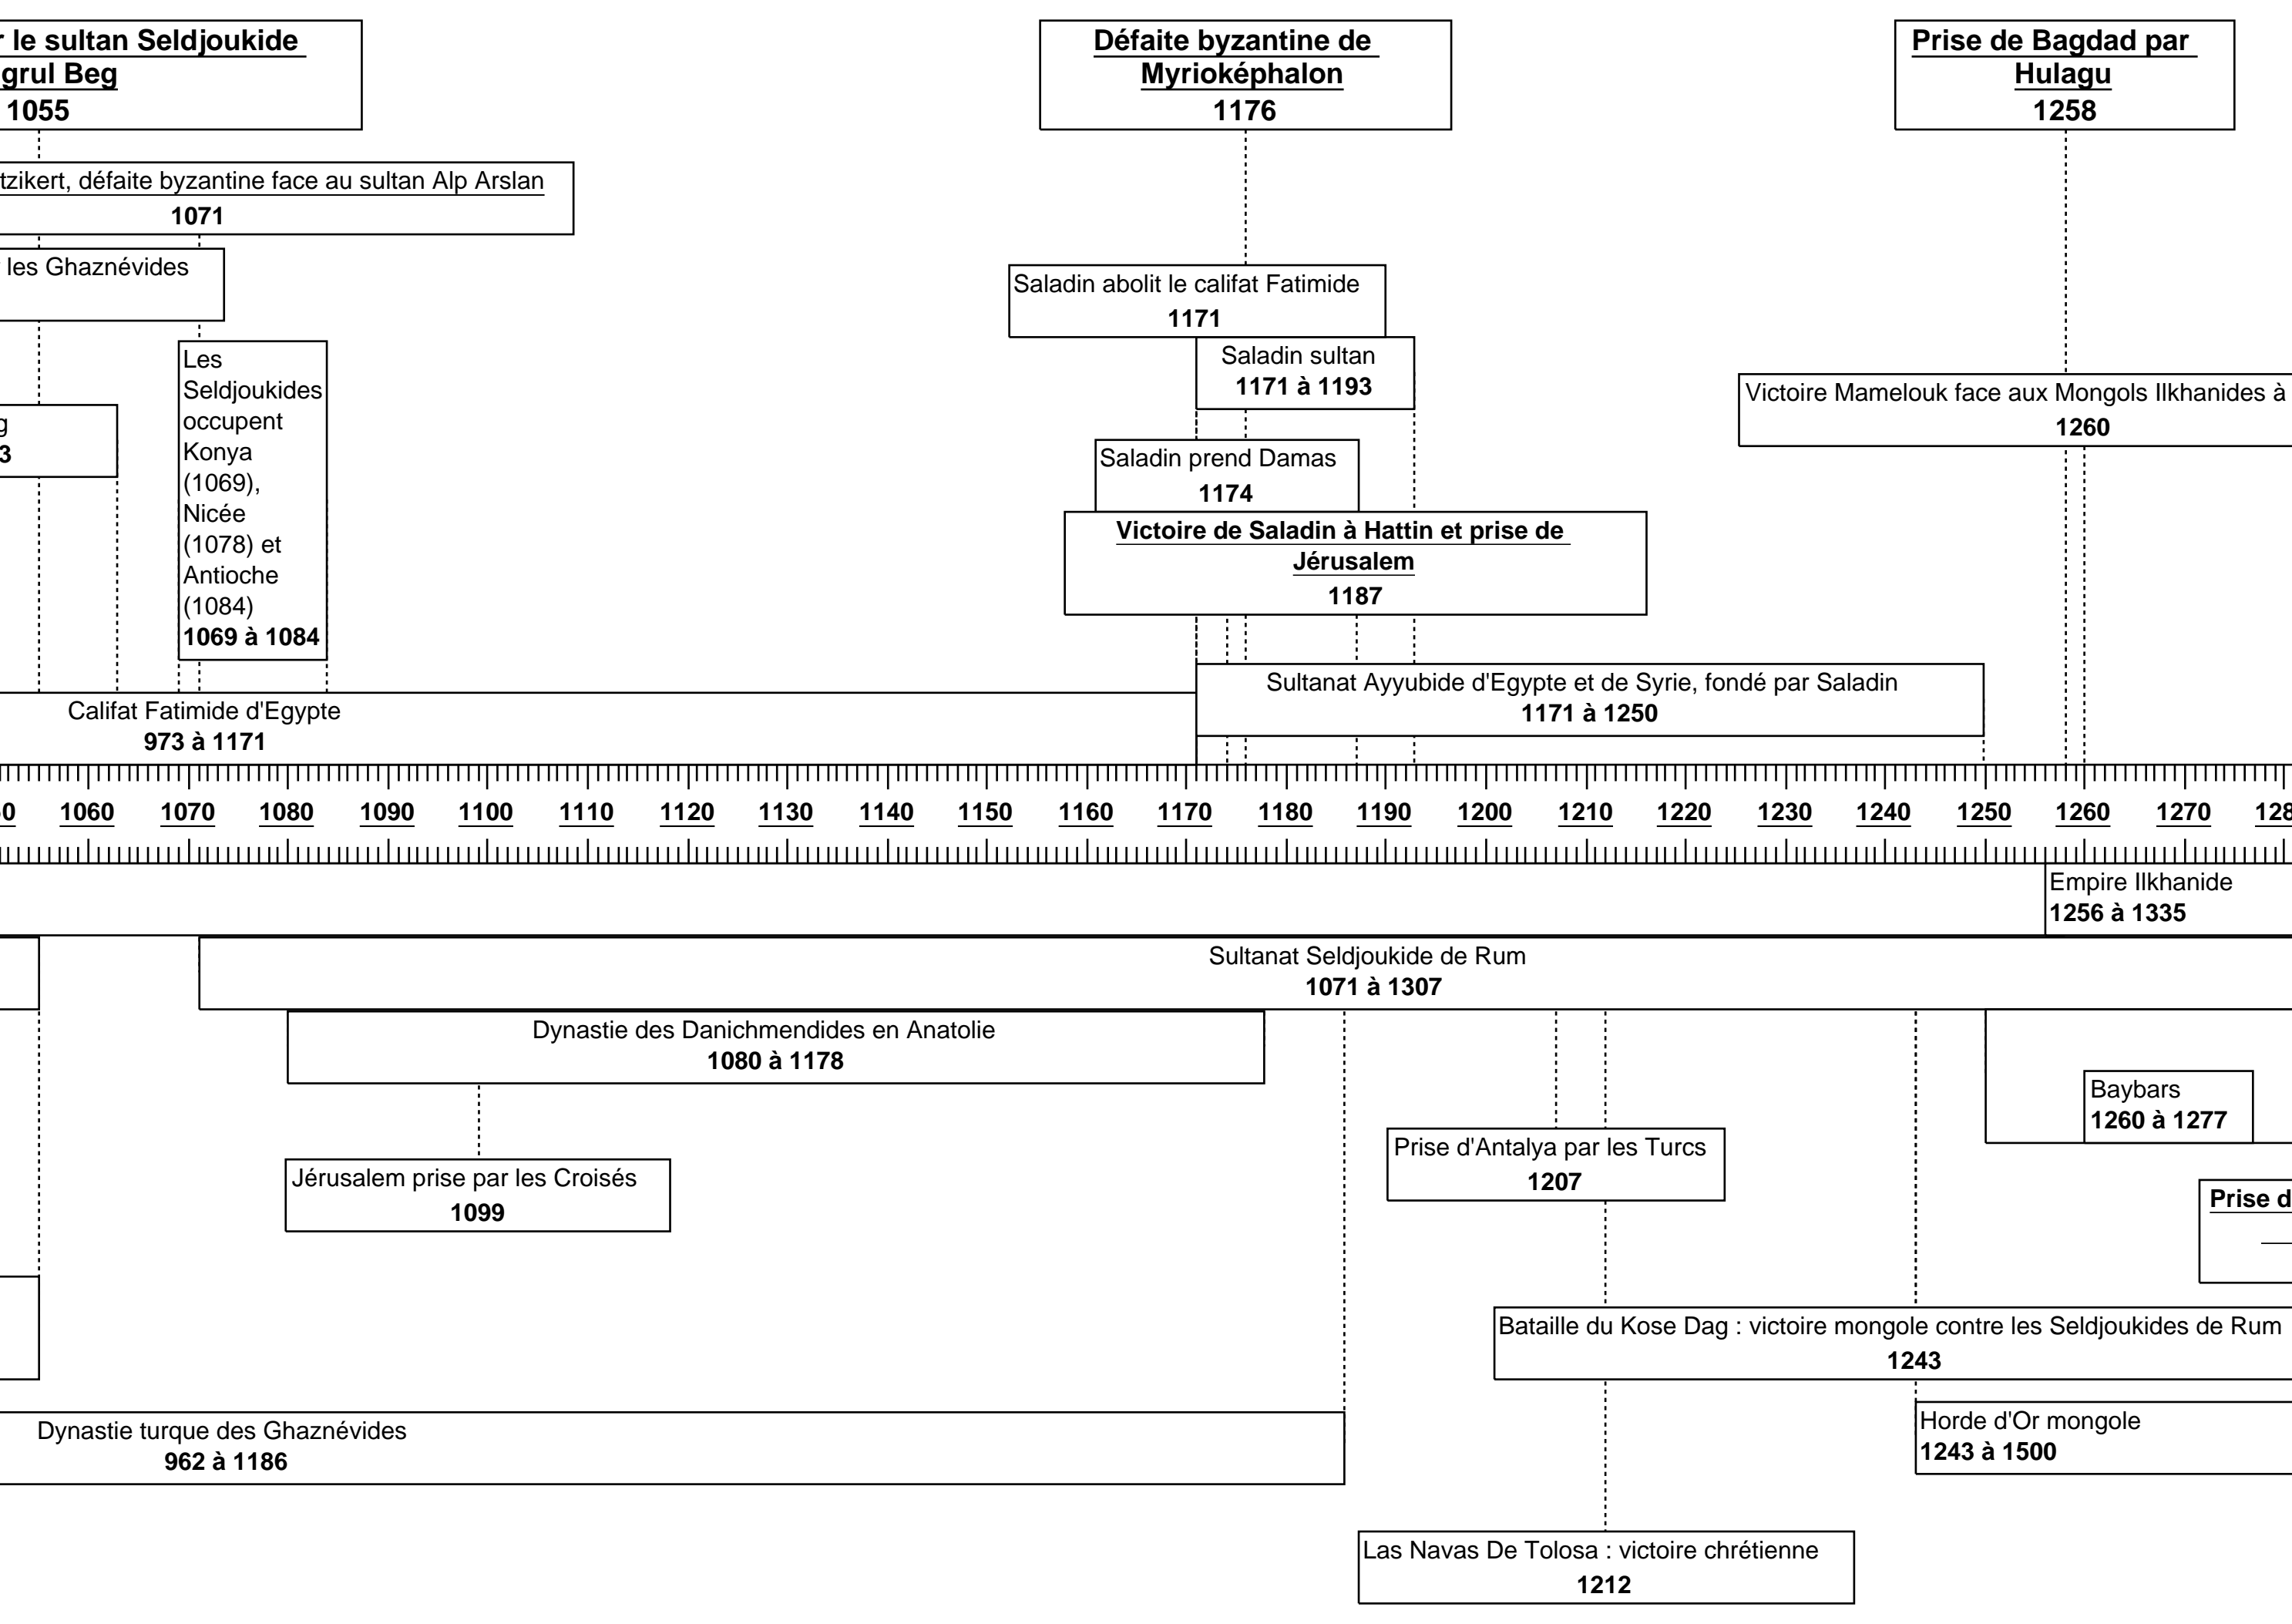 r le sultan Seldjoukide
grul Beg
1055
Défaite byzantine de
Myrioképhalon
1176
Prise de Bagdad par
Hulagu
1258
tzikert, défaite byzantine face au sultan Alp Arslan
1071
les Ghaznévides
Saladin abolit le califat Fatimide
1171
Les
Seldjoukides
occupent
Konya
(1069),
Nicée
(1078) et
Antioche
(1084)
1069 à 1084
Saladin sultan
1171 à 1193
Victoire Mamelouk face aux Mongols Ilkhanides à
1260
g
3
Saladin prend Damas
1174
Victoire de Saladin à Hattin et prise de
Jérusalem
1187
Sultanat Ayyubide d'Egypte et de Syrie, fondé par Saladin
1171 à 1250
Califat Fatimide d'Egypte
973 à 1171
0 1060 1070 1080 1090 1100 1110 1120 1130 1140 1150 1160 1170 1180 1190 1200 1210 1220 1230 1240 1250 1260 1270 128
Empire Ilkhanide
1256 à 1335
Sultanat Seldjoukide de Rum
1071 à 1307
Dynastie des Danichmendides en Anatolie
1080 à 1178
Baybars
1260 à 1277
Prise d'Antalya par les Turcs
1207
Jérusalem prise par les Croisés
1099
Prise d
Bataille du Kose Dag : victoire mongole contre les Seldjoukides de Rum
1243
Dynastie turque des Ghaznévides
962 à 1186
Horde d'Or mongole
1243 à 1500
Las Navas De Tolosa : victoire chrétienne
1212